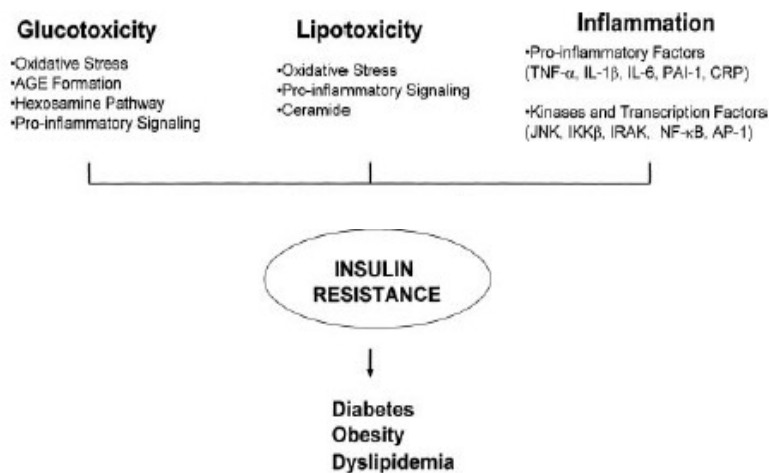 Glucotoxicity
•Oxidative Stress
•AGE Formation
•Hexosamine Pathway
•Pro-inflammatory Signaling
Lipotoxicity
•Oxidative Stress
•Pro-inflammatory Signaling
•Ceramide
Inflammation
•Pro-inflammatory Factors
(TNF-α, IL-1β, IL-6, PAI-1, CRP)
•Kinases and Transcription Factors
(JNK, IKKβ, IRAK, NF-κB, AP-1)
INSULIN
RESISTANCE
Diabetes
Obesity
Dyslipidemia